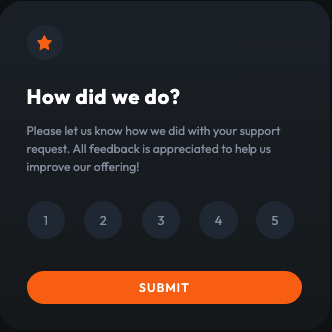 How did we do?
Please let us know how we did with your support
request. All feedback is appreciated to help us
improve our offering!
1 2 3 4 5
SUBMIT